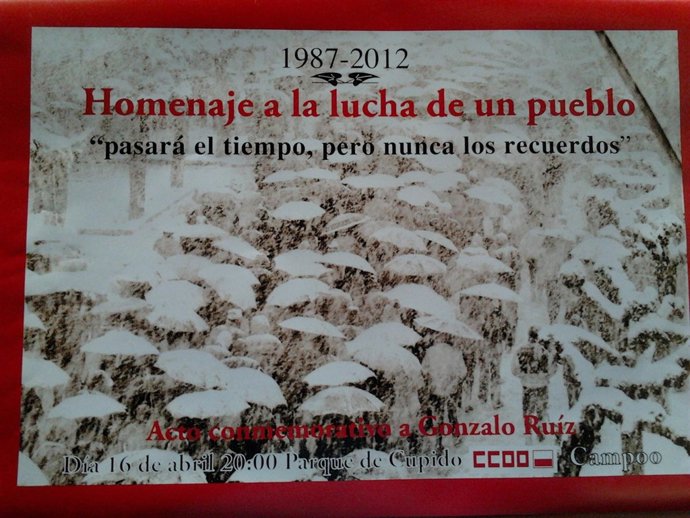 1987-2012
Homenaje a la lucha de un pueblo
“pasará el tiempo, pero nunca los recuerdos”
Acto conmemorativo a Gonzalo Ruíz
Día 16 de abril 20:00 Parque de Cupido CCOO Campoo